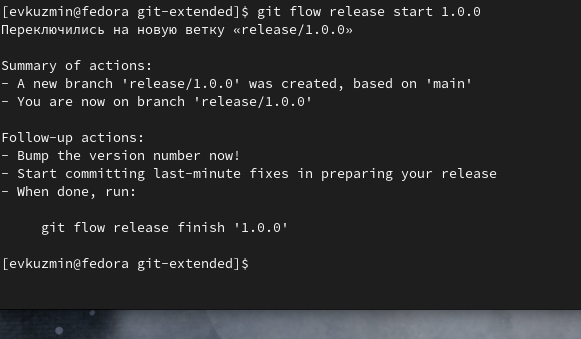 [evkuzmin@fedora git-extended]$ git flow release start 1.0.0
Переключились на новую ветку «release/1.0.0»
Summary of actions:
- A new branch 'release/1.0.0' was created, based on 'main'
- You are now on branch 'release/1.0.0'
Follow-up actions:
- Bump the version number now!
- Start committing last-minute fixes in preparing your release
- When done, run:
git flow release finish '1.0.0'
[evkuzmin@fedora git-extended]$